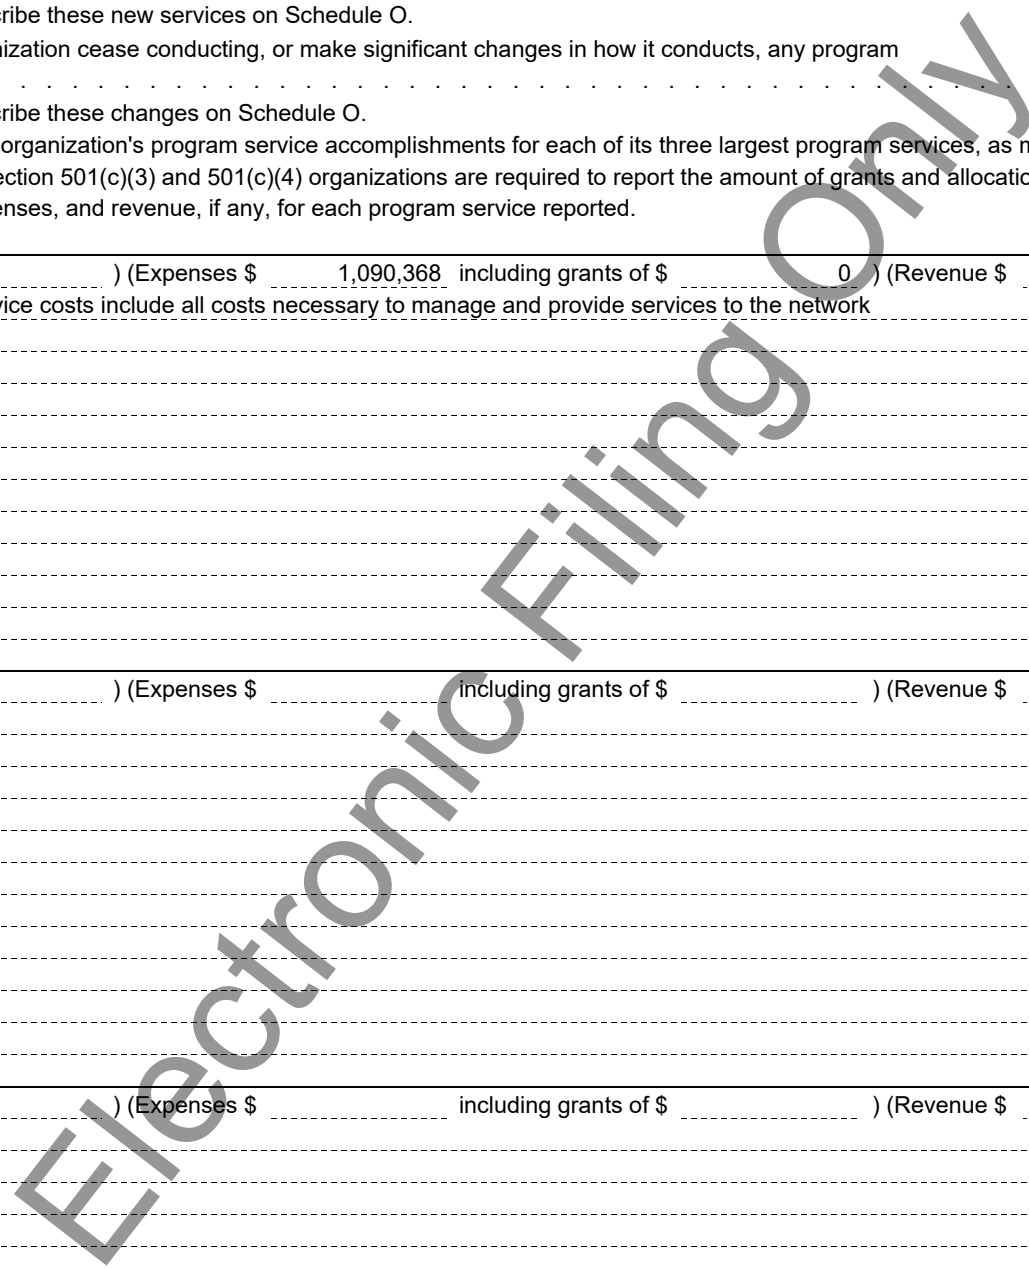 ribe these new services on Schedule O.
nization cease conducting, or make significant changes in how it conducts, any program
. . . . . . . . . . . . . . . . . . . . . . . . . . . . . . . . . . . . . . .
ribe these changes on Schedule O.
organization's program service accomplishments for each of its three largest program services, as m
ection 501(c)(3) and 501(c)(4) organizations are required to report the amount of grants and allocatio
enses, and revenue, if any, for each program service reported.
) (Expenses $ 1,090,368 including grants of $ 0 ) (Revenue $
vice costs include all costs necessary to manage and provide services to the network
) (Expenses $ including grants of $ ) (Revenue $
) (Expenses $ including grants of $ ) (Revenue $
Electronic Filing Only